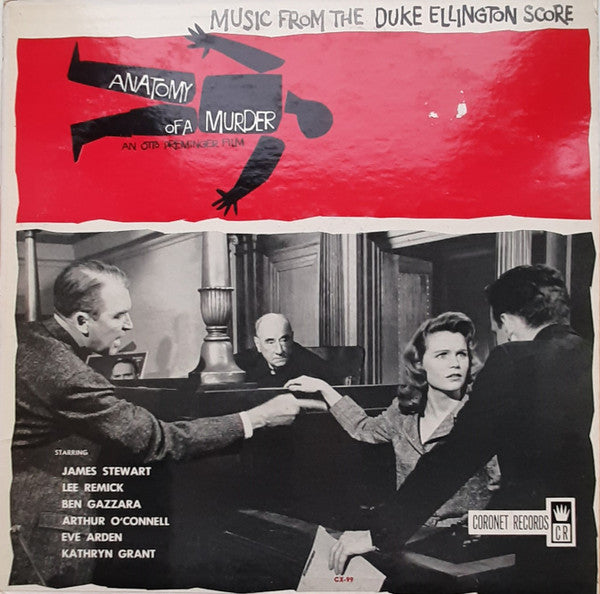 MUSIC FROM THE DUKE ELLINGTON SCORE
ANATOMY
OF A MURDER
AN OTTO PREMINGER FILM
STARRING
JAMES STEWART
LEE REMICK
BEN GAZZARA
ARTHUR O'CONNELL
EVE ARDEN
KATHRYN GRANT
CORONET RECORDS
CR
CX-99